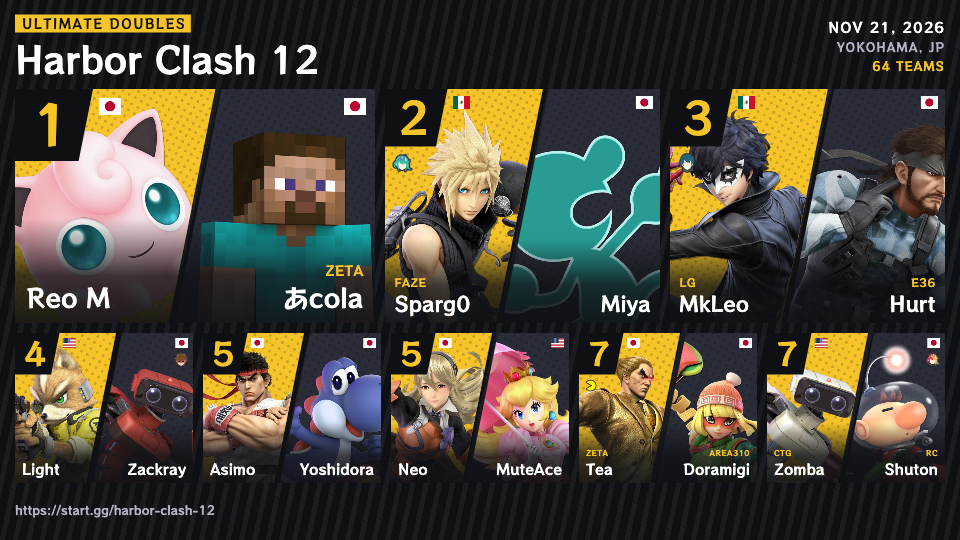 ULTIMATE DOUBLES
Harbor Clash 12
NOV 21, 2026
YOKOHAMA, JP
64 TEAMS
1
Reo M
ZETA
あcola
2
FAZE
Sparg0
Miya
3
LG
MkLeo
E36
Hurt
4
Light
Zackray
5
Asimo
Yoshidora
5
Neo
MuteAce
7
ZETA
Tea
AREA310
Doramigi
7
CTG
Zomba
RC
Shuton
https://start.gg/harbor-clash-12